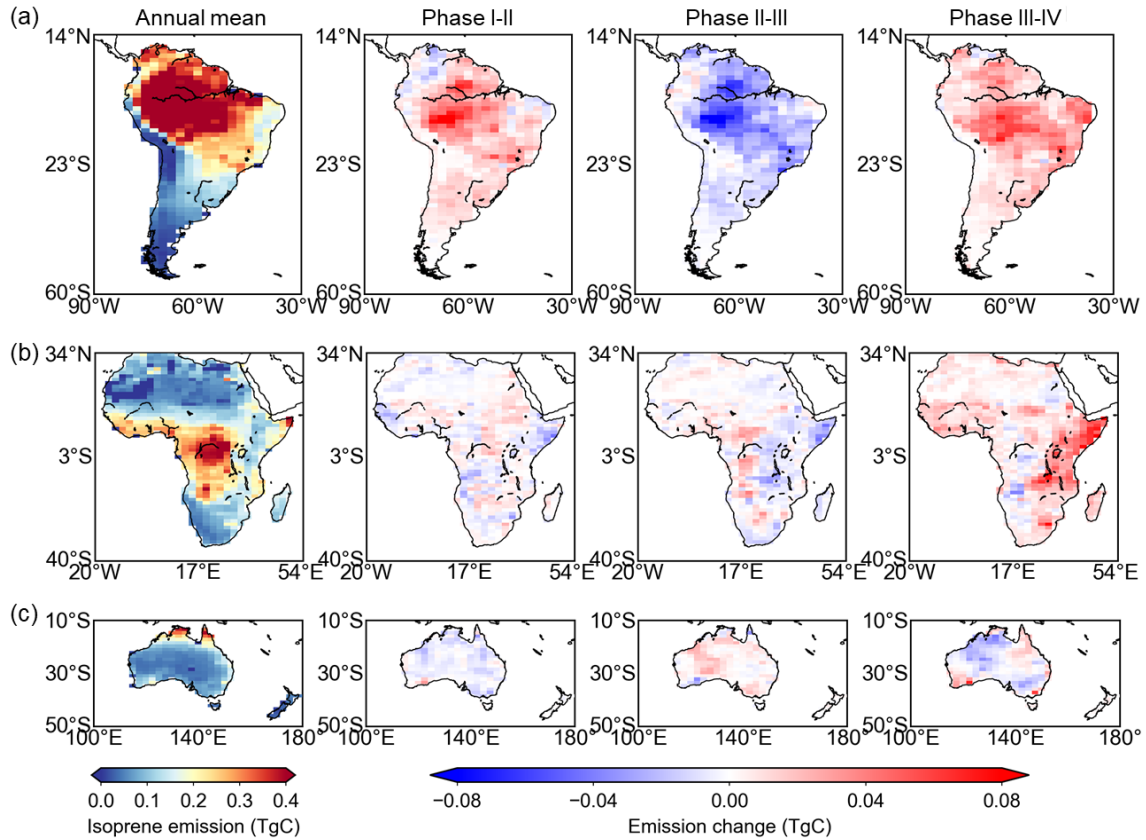 (a) Annual mean Phase I-II Phase II-III Phase III-IV
14°N 14°N 14°N 14°N
23°S 23°S 23°S 23°S
60°S 60°S 60°S 60°S
90°W 60°W 30°W 90°W 60°W 30°W 90°W 60°W 30°W 90°W 60°W 30°W
(b)
34°N 34°N 34°N 34°N
3°S 3°S 3°S 3°S
40°S 40°S 40°S 40°S
20°W 17°E 54°E 20°W 17°E 54°E 20°W 17°E 54°E 20°W 17°E 54°E
(c)
10°S 10°S 10°S 10°S
30°S 30°S 30°S 30°S
50°S 50°S 50°S 50°S
100°E 140°E 180° 100°E 140°E 180° 100°E 140°E 180° 100°E 140°E 180°
0.0 0.1 0.2 0.3 0.4 −0.08 −0.04 0.00 0.04 0.08
Isoprene emission (TgC) Emission change (TgC)